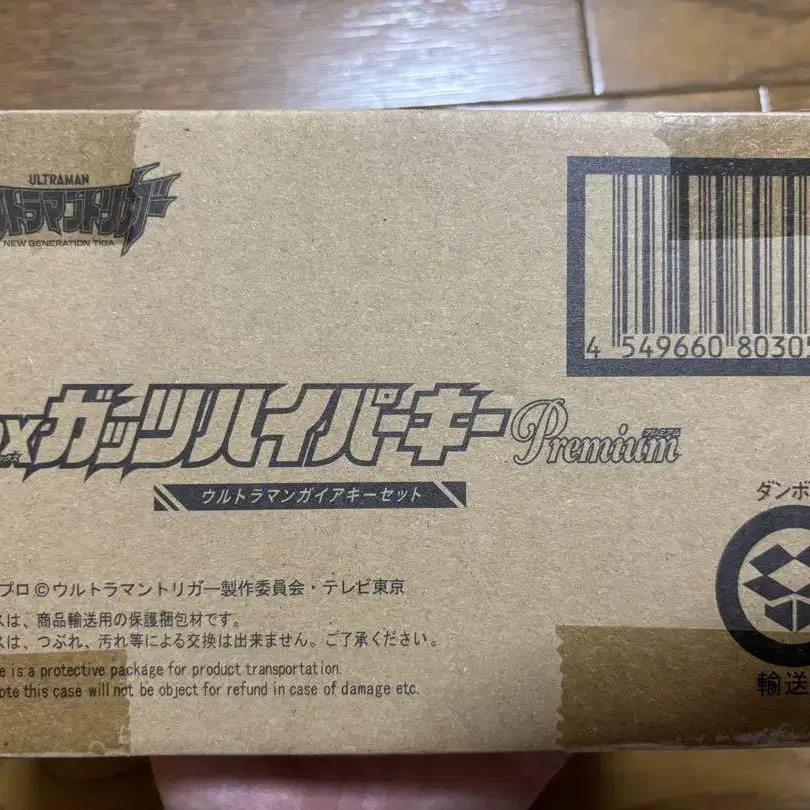 ULTRAMAN
ルトラマントリガー
NEW GENERATION TIGA
4 549660 8030
Xガッツハイパーキー Premium
プレミアム
ウルトラマンガイアキーセット
ダンボ
プロ©ウルトラマントリガー製作委員会・テレビ東京
スは、商品輸送用の保護梱包材です。
スは、つぶれ、汚れ等による交換は出来ません。ご了承ください。
e is a protective package for product transportation.
ote this case will not be object for refund in case of damage etc.
輸送